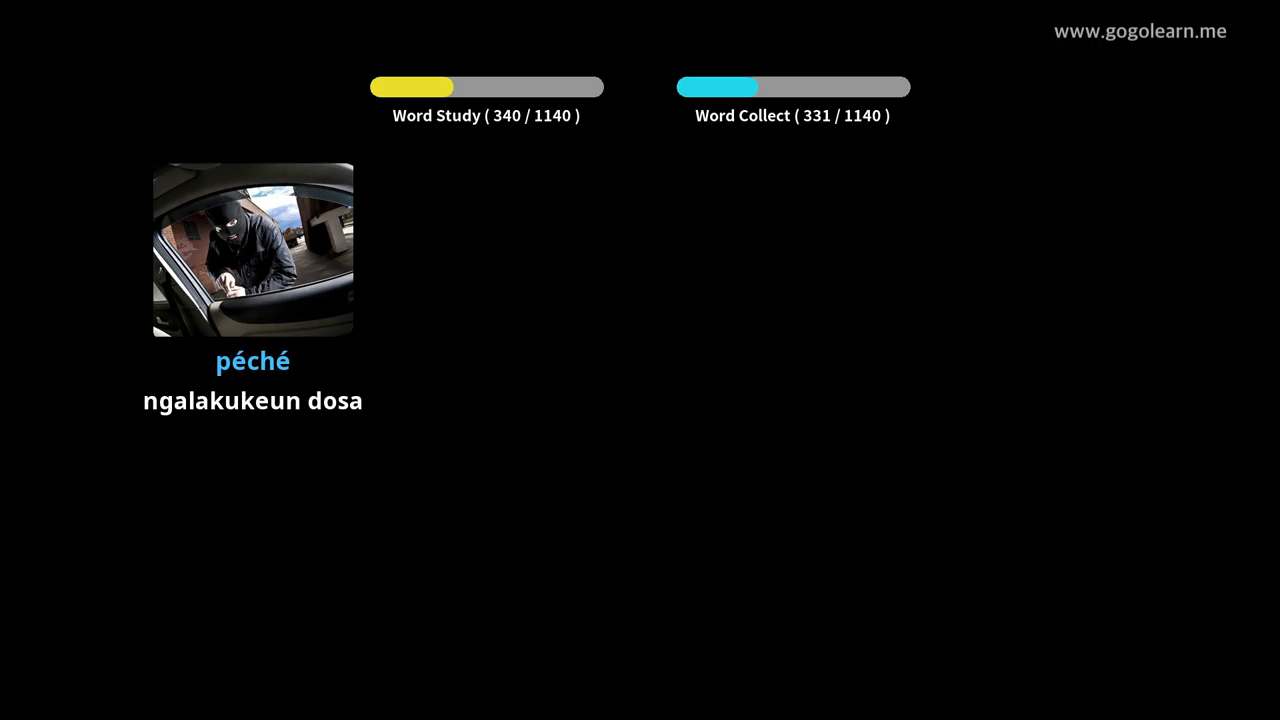 www.gogolearn.me
Word Study ( 340 / 1140 )
Word Collect ( 331 / 1140 )
péché
ngalakukeun dosa